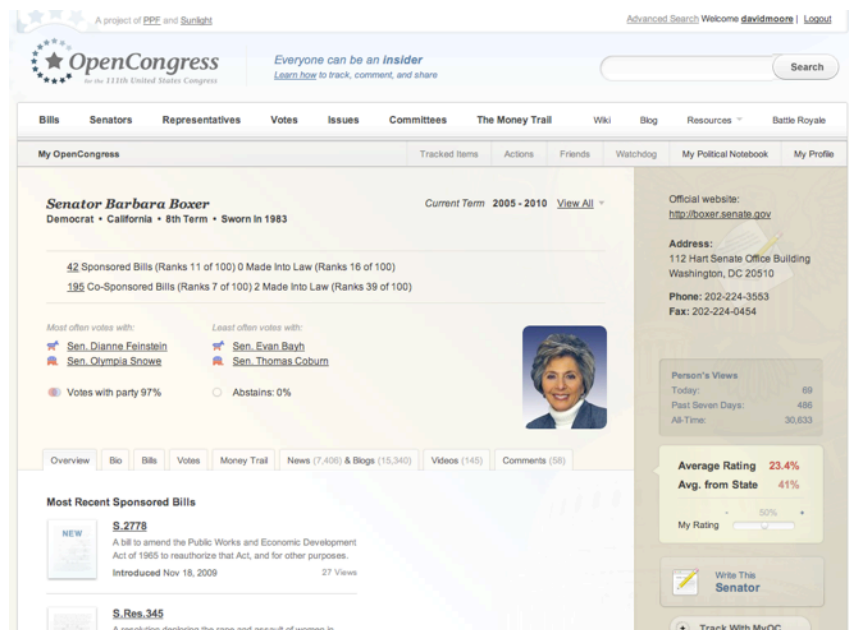 A project of PPF and Sunlight
Advanced Search Welcome davidmoore | Logout
OpenCongress
for the 111th United States Congress
Everyone can be an insider
Learn how to track, comment, and share
Search
Bills Senators Representatives Votes Issues Committees The Money Trail Wiki Blog Resources Battle Royale
My OpenCongress Tracked Items Actions Friends Watchdog My Political Notebook My Profile
Senator Barbara Boxer
Democrat • California • 8th Term • Sworn In 1983
Current Term 2005 - 2010 View All
42 Sponsored Bills (Ranks 11 of 100) 0 Made Into Law (Ranks 16 of 100)
195 Co-Sponsored Bills (Ranks 7 of 100) 2 Made Into Law (Ranks 39 of 100)
Most often votes with:
Sen. Dianne Feinstein
Sen. Olympia Snowe
Least often votes with:
Sen. Evan Bayh
Sen. Thomas Coburn
Votes with party 97%
Abstains: 0%
Overview Bio Bills Votes Money Trail News (7,406) & Blogs (15,340) Videos (145) Comments (58)
Most Recent Sponsored Bills
NEW
S.2778
A bill to amend the Public Works and Economic Development
Act of 1965 to reauthorize that Act, and for other purposes.
Introduced Nov 18, 2009 27 Views
S.Res.345
A resolution deploring the rape and assault of women in
Official website:
http://boxer.senate.gov
Address:
112 Hart Senate Office Building
Washington, DC 20510
Phone: 202-224-3553
Fax: 202-224-0454
Person's Views
Today: 69
Past Seven Days: 486
All-Time: 30,633
Average Rating 23.4%
Avg. from State 41%
- 50% +
My Rating
Write This
Senator
Track With MyOC